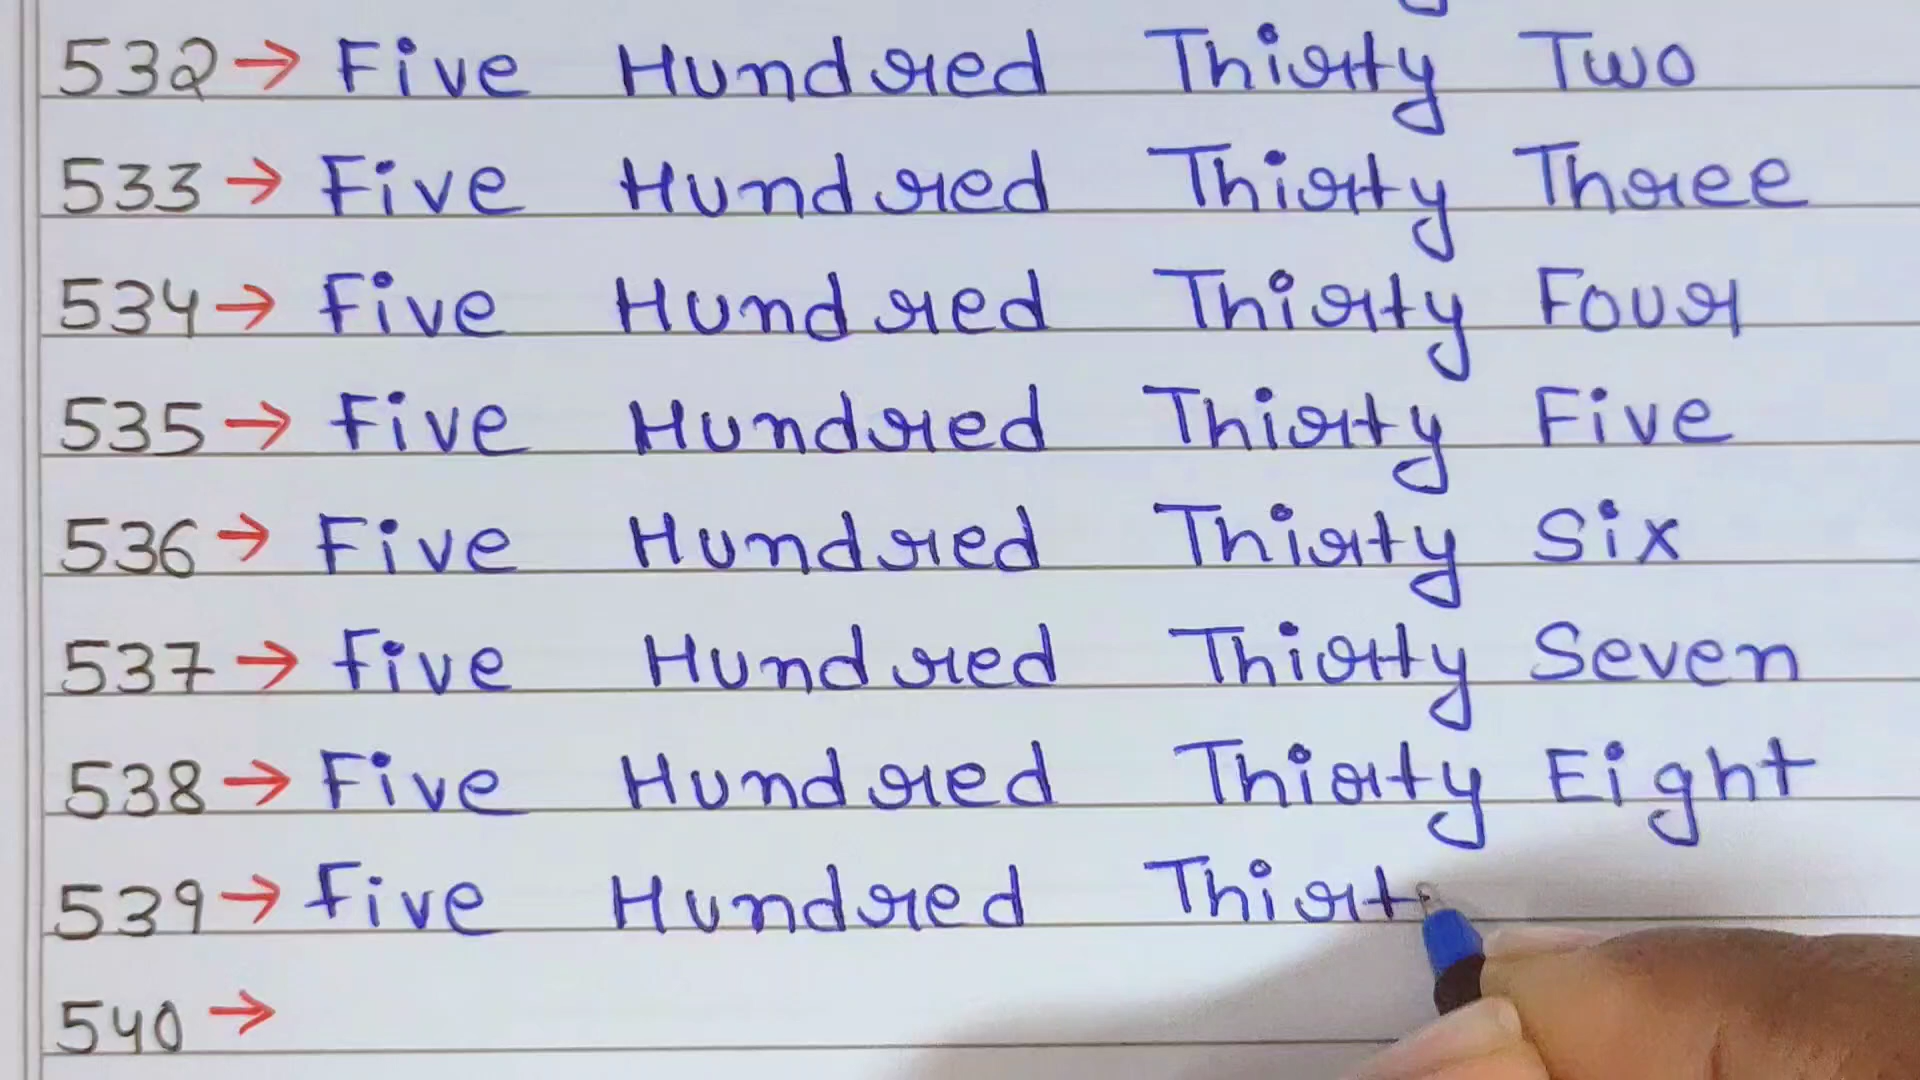 532 → Five Hundred Thirty Two
533 → Five Hundred Thirty Three
534 → Five Hundred Thirty Four
535 → Five Hundred Thirty Five
536 → Five Hundred Thirty Six
537 → Five Hundred Thirty Seven
538 → Five Hundred Thirty Eight
539 → Five Hundred Thirt
540 →